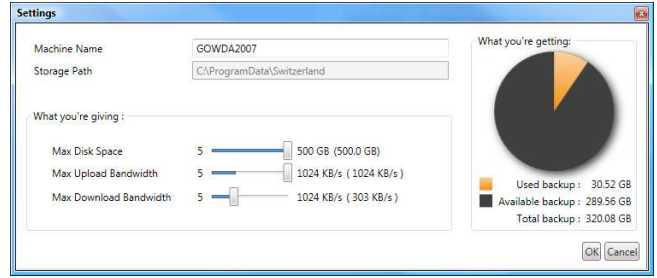 Settings
Machine Name GOWDA2007
Storage Path C:\ProgramData\Switzerland
What you're giving :
Max Disk Space 5 500 GB (500.0 GB)
Max Upload Bandwidth 5 1024 KB/s ( 1024 KB/s )
Max Download Bandwidth 5 1024 KB/s ( 303 KB/s )
What you're getting:
Used backup : 30.52 GB
Available backup : 289.56 GB
Total backup : 320.08 GB
OK Cancel